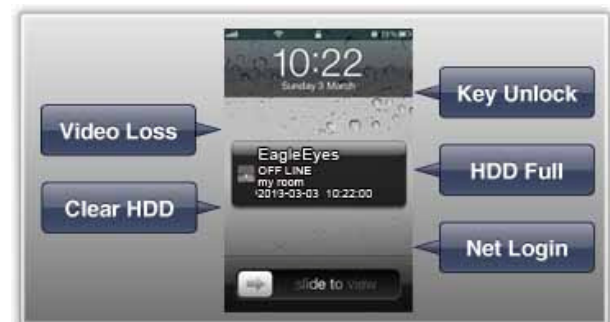 10:22
Sunday 3 March
Key Unlock
Video Loss
EagleEyes
OFF LINE
my room
2013-03-03 10:22:00
HDD Full
Clear HDD
Net Login
slide to view